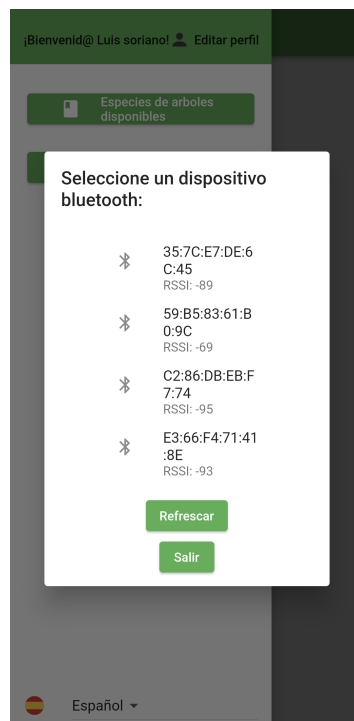 ¡Bienvenid@ Luis soriano! Editar perfil
Especies de arboles
disponibles
Seleccione un dispositivo
bluetooth:
35:7C:E7:DE:6
C:45
RSSI: -89
59:B5:83:61:B
0:9C
RSSI: -69
C2:86:DB:EB:F
7:74
RSSI: -95
E3:66:F4:71:41
:8E
RSSI: -93
Refrescar
Salir
Español